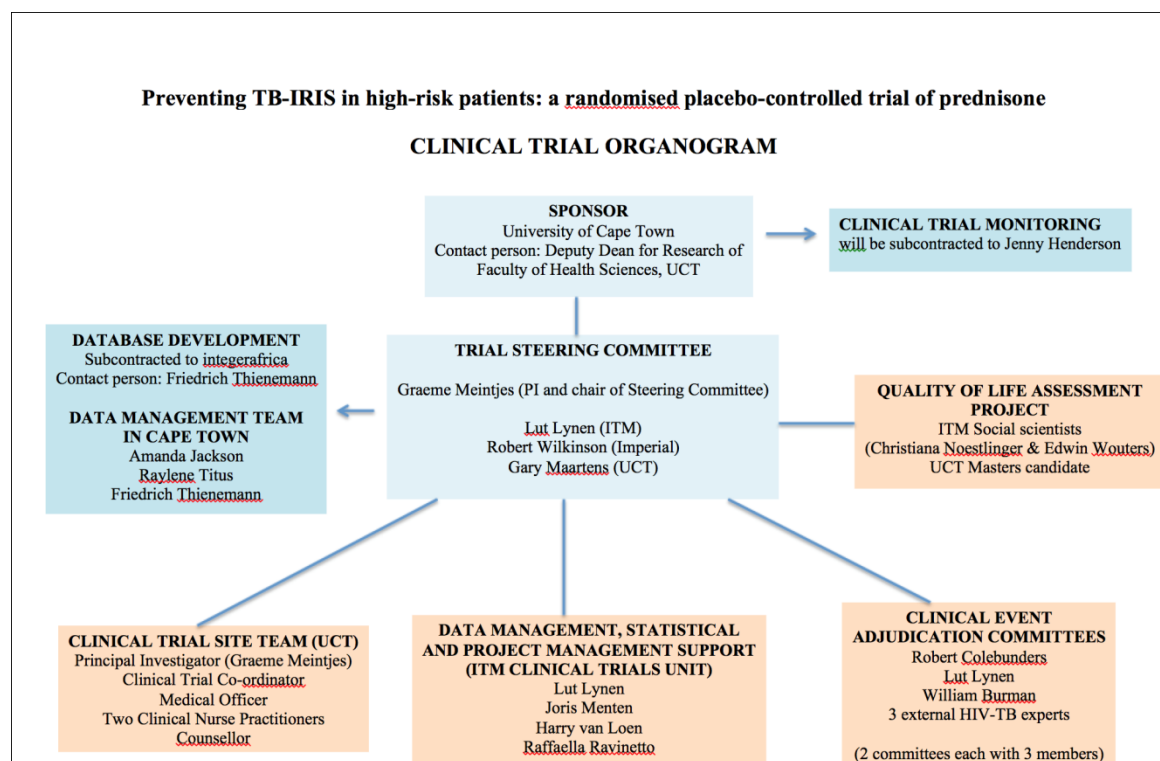 Preventing TB-IRIS in high-risk patients: a randomised placebo-controlled trial of prednisone
CLINICAL TRIAL ORGANOGRAM
SPONSOR
University of Cape Town
Contact person: Deputy Dean for Research of
Faculty of Health Sciences, UCT
CLINICAL TRIAL MONITORING
will be subcontracted to Jenny Henderson
DATABASE DEVELOPMENT
Subcontracted to integerafrica
Contact person: Friedrich Thienemann
DATA MANAGEMENT TEAM
IN CAPE TOWN
Amanda Jackson
Raylene Titus
Friedrich Thienemann
TRIAL STEERING COMMITTEE
Graeme Meintjes (PI and chair of Steering Committee)
Lut Lynen (ITM)
Robert Wilkinson (Imperial)
Gary Maartens (UCT)
QUALITY OF LIFE ASSESSMENT
PROJECT
ITM Social scientists
(Christiana Noestlinger & Edwin Wouters)
UCT Masters candidate
CLINICAL TRIAL SITE TEAM (UCT)
Principal Investigator (Graeme Meintjes)
Clinical Trial Co-ordinator
Medical Officer
Two Clinical Nurse Practitioners
Counsellor
DATA MANAGEMENT, STATISTICAL
AND PROJECT MANAGEMENT SUPPORT
(ITM CLINICAL TRIALS UNIT)
Lut Lynen
Joris Menten
Harry van Loen
Raffaella Ravinetto
CLINICAL EVENT
ADJUDICATION COMMITTEES
Robert Colebunders
Lut Lynen
William Burman
3 external HIV-TB experts
(2 committees each with 3 members)